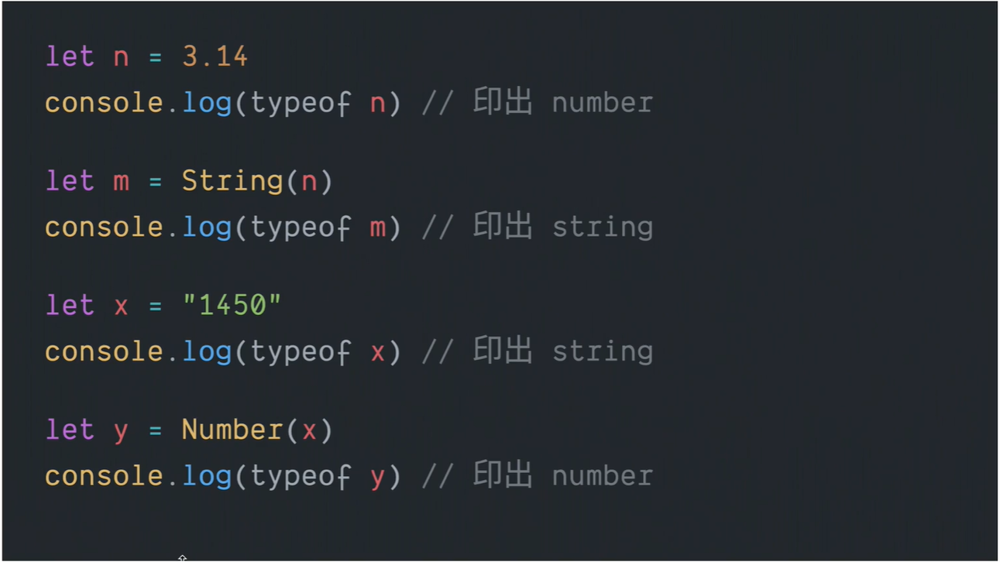 let n = 3.14
console.log(typeof n) // 印出 number
let m = String(n)
console.log(typeof m) // 印出 string
let x = "1450"
console.log(typeof x) // 印出 string
let y = Number(x)
console.log(typeof y) // 印出 number